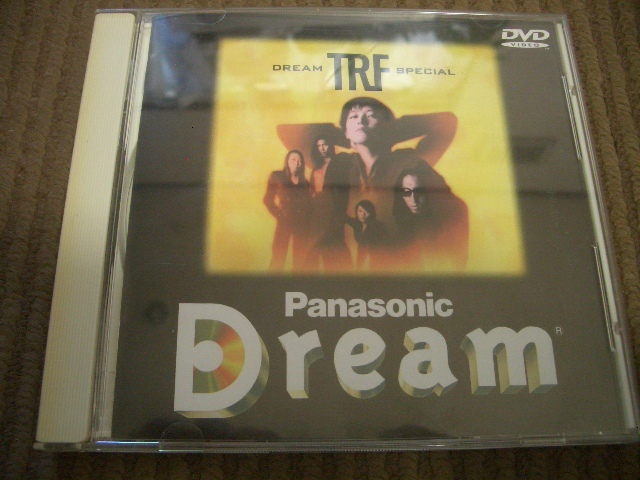 DVD
VIDEO
DREAM TRF SPECIAL
Panasonic
Dream®